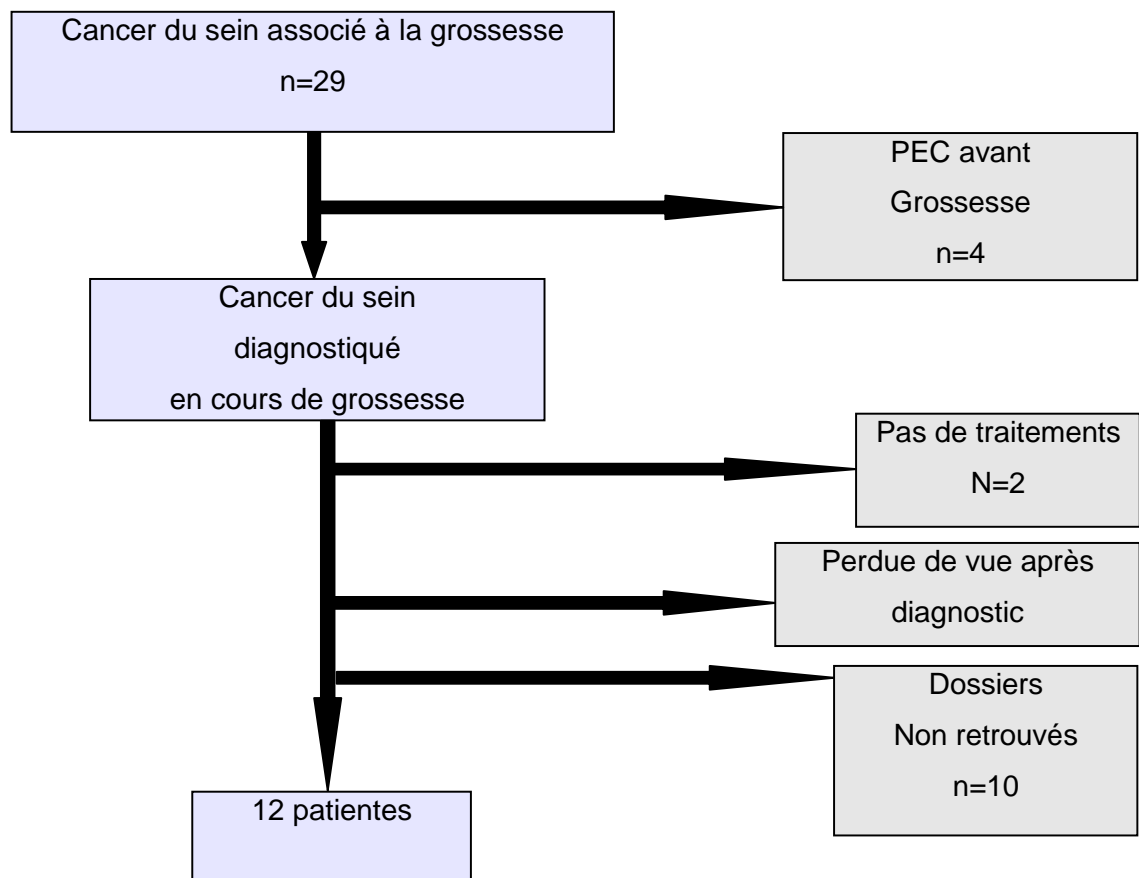 Cancer du sein associé à la grossesse
n=29
PEC avant
Grossesse
n=4
Cancer du sein
diagnostiqué
en cours de grossesse
Pas de traitements
N=2
Perdue de vue après
diagnostic
Dossiers
Non retrouvés
n=10
12 patientes